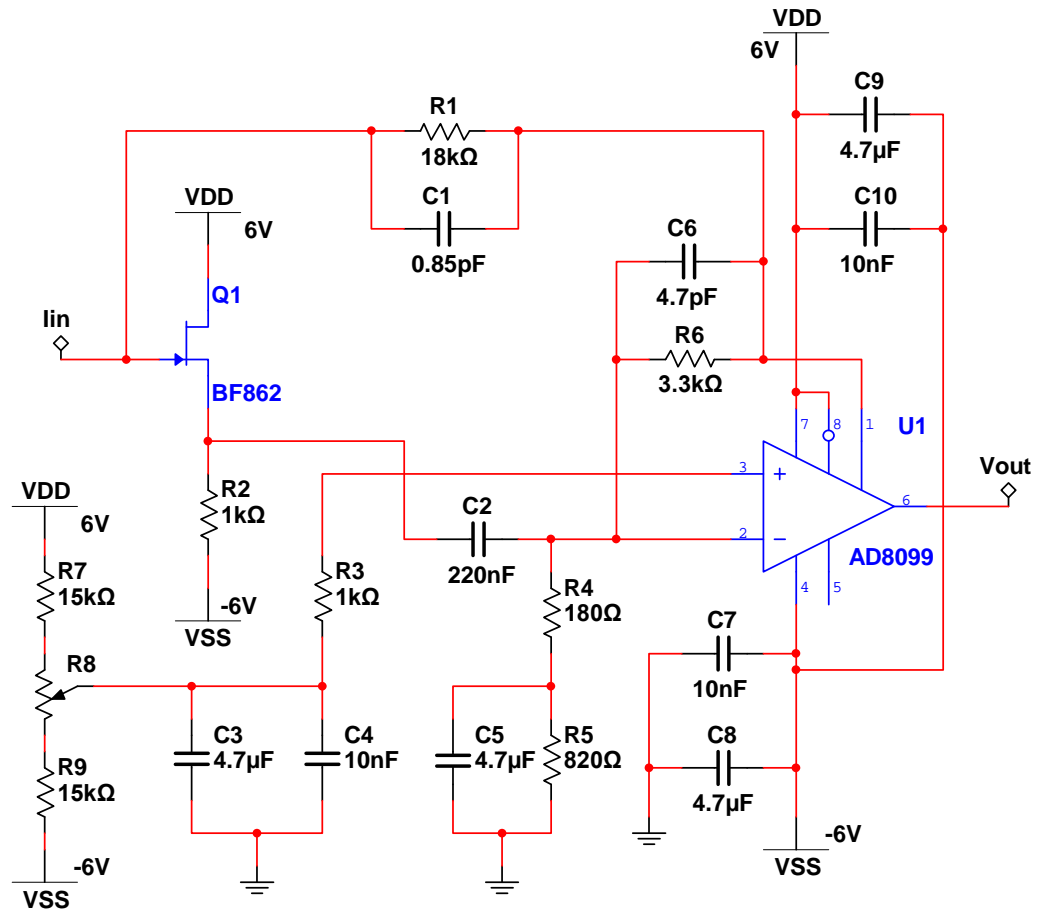 VDD
6V
C9
4.7µF
R1
18kΩ
C1
0.85pF
C10
10nF
VDD
6V
C6
4.7pF
Q1
Iin
R6
3.3kΩ
BF862
7
8
1
U1
3
+
Vout
6
R2
1kΩ
VDD
6V
C2
220nF
2
−
AD8099
4
5
R7
15kΩ
R3
1kΩ
R4
180Ω
-6V
VSS
C7
10nF
R8
C3
4.7µF
C4
10nF
C5
4.7µF
R5
820Ω
C8
4.7µF
R9
15kΩ
-6V
VSS
-6V
VSS